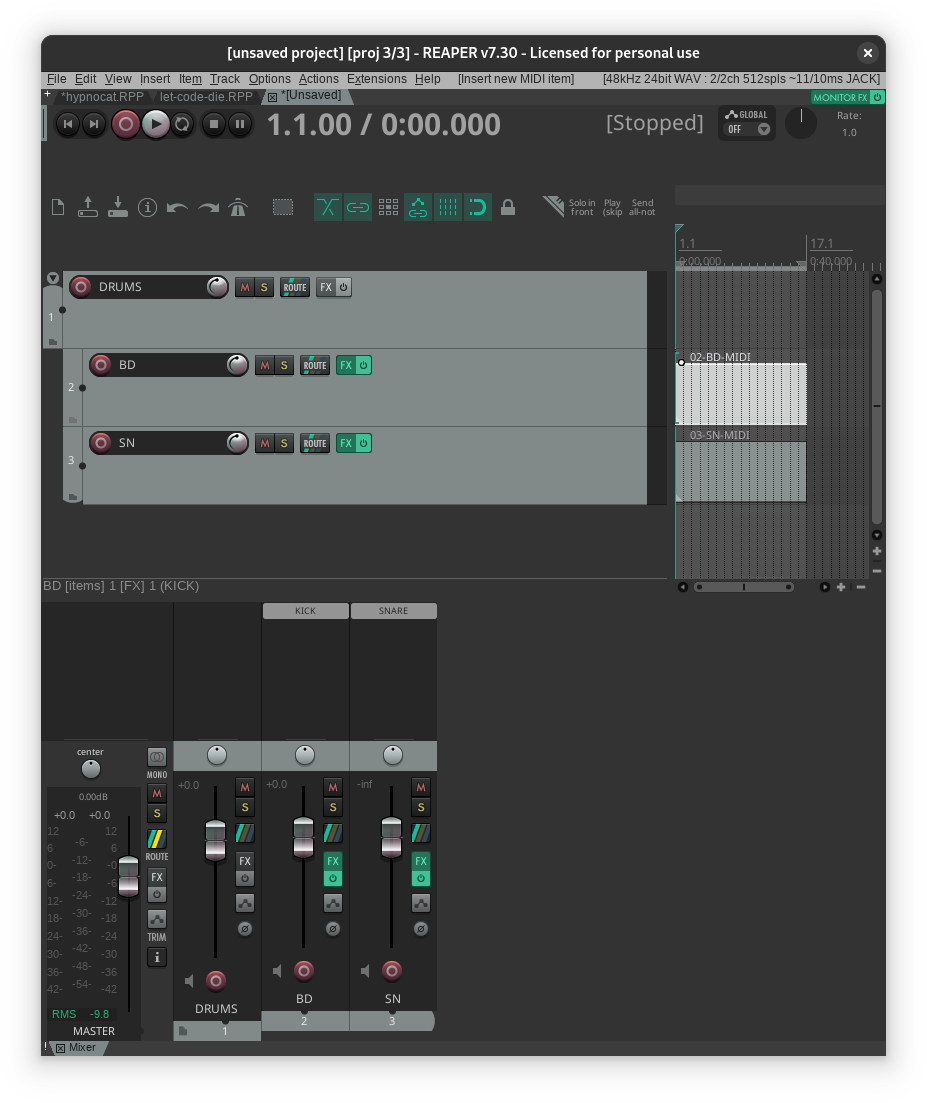 [unsaved project] [proj 3/3] - REAPER v7.30 - Licensed for personal use
File Edit View Insert Item Track Options Actions Extensions Help [Insert new MIDI item] [48kHz 24bit WAV : 2/2ch 512spls ~11/10ms JACK]
*hypnocat.RPP let-code-die.RPP *[Unsaved] MONITOR FX
1.1.00 / 0:00.000 [Stopped] GLOBAL Rate:
OFF 1.0
Solo in Play Send
front (skip all-not
1.1 17.1
0:00.000 0:40.000
DRUMS M S ROUTE FX
1
02-BD-MIDI
BD M S ROUTE FX
2
03-SN-MIDI
SN M S ROUTE FX
3
BD [items] 1 [FX] 1 (KICK)
KICK SNARE
center
MONO
0.00dB M
+0.0 +0.0 S
12 12
-6-
6 6
ROUTE
0- -12- -0
FX
6- -18- -6
-24-
12- -12
-30-
18- -18
-36-
24- -24
TRIM
-42-
30- -30
-48-
36- -36
-54-
42- -42
RMS -9.8
MASTER
+0.0 M
S
FX
DRUMS
1
+0.0 M
S
FX
BD
2
-inf M
S
FX
SN
3
! Mixer